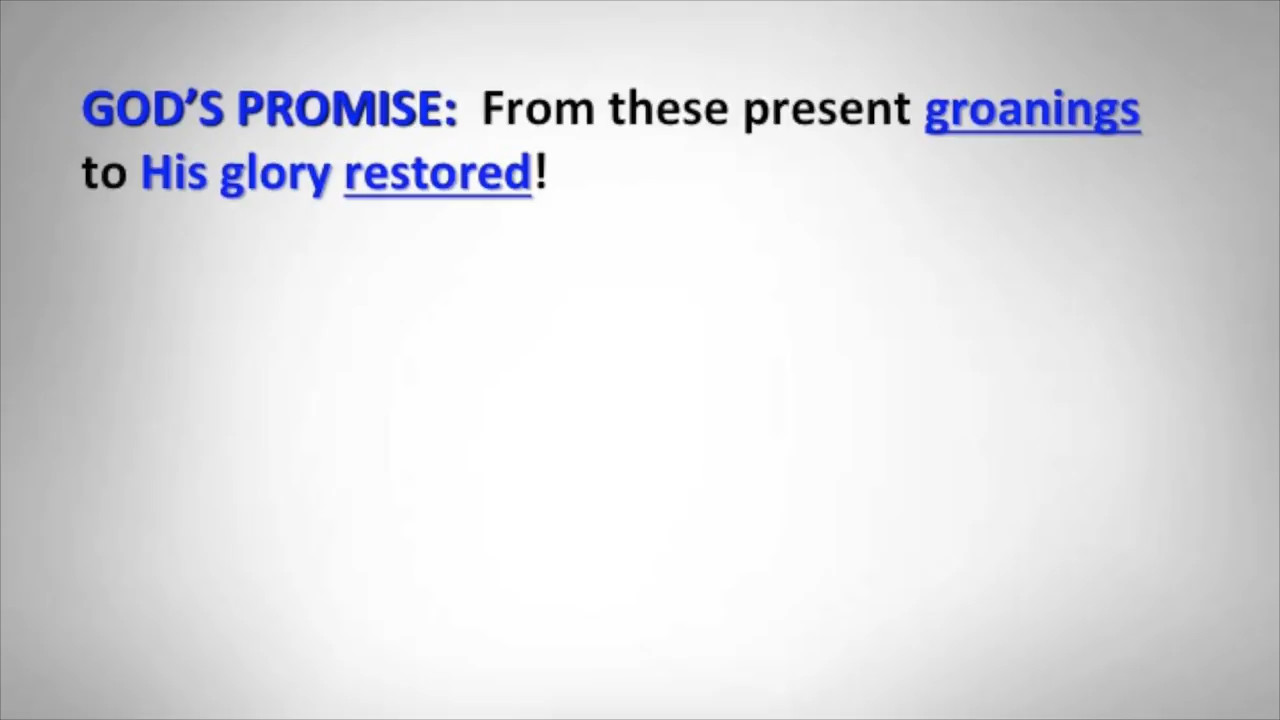 GOD’S PROMISE: From these present groanings
to His glory restored!